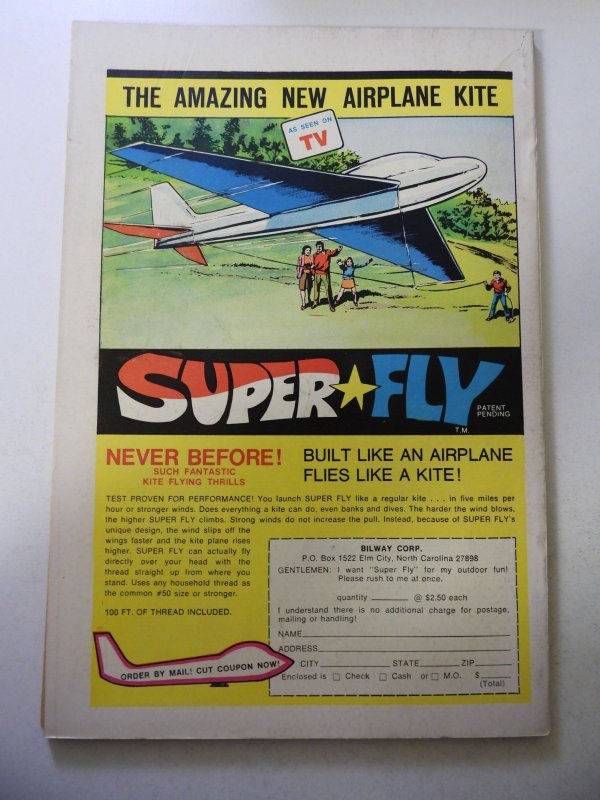 THE AMAZING NEW AIRPLANE KITE
AS SEEN ON
TV
SUPER★FLY
PATENT
PENDING
T.M.
NEVER BEFORE!
SUCH FANTASTIC
KITE FLYING THRILLS
BUILT LIKE AN AIRPLANE
FLIES LIKE A KITE!
TEST PROVEN FOR PERFORMANCE! You launch SUPER FLY like a regular kite . . . in five miles per
hour or stronger winds. Does everything a kite can do, even banks and dives. The harder the wind blows,
the higher SUPER FLY climbs. Strong winds do not increase the pull. Instead, because of SUPER FLY's
unique design, the wind slips off the
wings faster and the kite plane rises
higher. SUPER FLY can actually fly
directly over your head with the
thread straight up from where you
stand. Uses any household thread as
the common #50 size or stronger.
100 FT. OF THREAD INCLUDED.
ORDER BY MAIL! CUT COUPON NOW!
BILWAY CORP.
P.O. Box 1522 Elm City, North Carolina 27898
GENTLEMEN: I want "Super Fly" for my outdoor fun!
Please rush to me at once.
quantity ______ @ $2.50 each
I understand there is no additional charge for postage,
mailing or handling!
NAME______
ADDRESS______
CITY______ STATE______ ZIP______
Enclosed is □ Check □ Cash or □ M.O. $______
(Total)